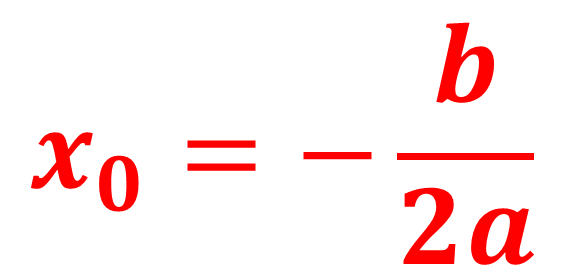 x₀ = − b/2a